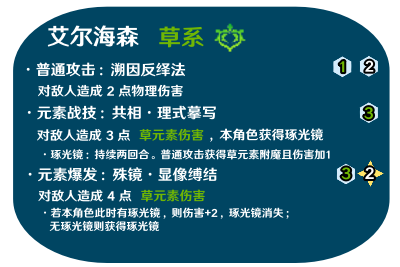 艾尔海森 草系
· 普通攻击：溯因反绎法 1 2
对敌人造成 2 点物理伤害
· 元素战技：共相·理式摹写 3
对敌人造成 3 点 草元素伤害，本角色获得琢光镜
· 琢光镜：持续两回合。普通攻击获得草元素附魔且伤害加1
· 元素爆发：殊镜·显像缚结 3 2
对敌人造成 4 点 草元素伤害
· 若本角色此时有琢光镜，则伤害+2，琢光镜消失；
无琢光镜则获得琢光镜